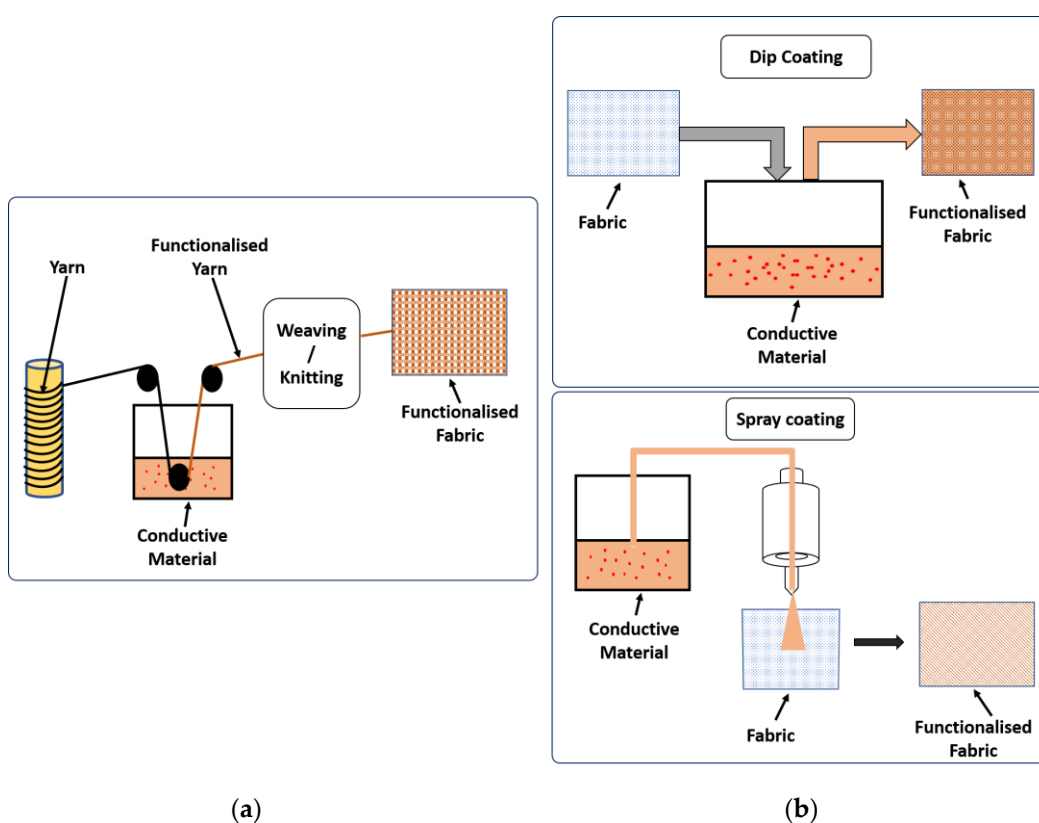 Functionalised
Yarn
Yarn
Weaving
Knitting
Functionalised
Fabric
Conductive
Material
(a)
Dip Coating
Fabric
Functionalised
Fabric
Conductive
Material
Spray coating
Conductive
Material
Fabric
Functionalised
Fabric
(b)